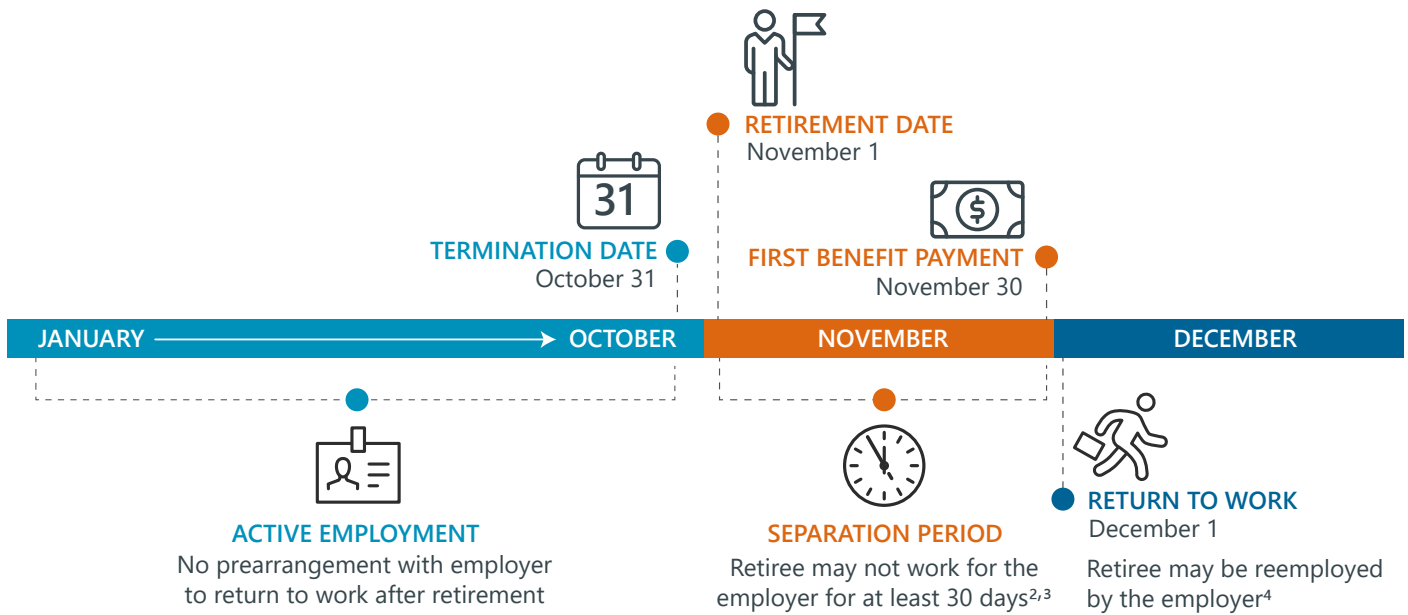 RETIREMENT DATE
November 1
31
TERMINATION DATE
October 31
$
FIRST BENEFIT PAYMENT
November 30
JANUARY
OCTOBER
NOVEMBER
DECEMBER
ACTIVE EMPLOYMENT
No prearrangement with employer
to return to work after retirement
SEPARATION PERIOD
Retiree may not work for the
employer for at least 30 days²,³
RETURN TO WORK
December 1
Retiree may be reemployed
by the employer⁴